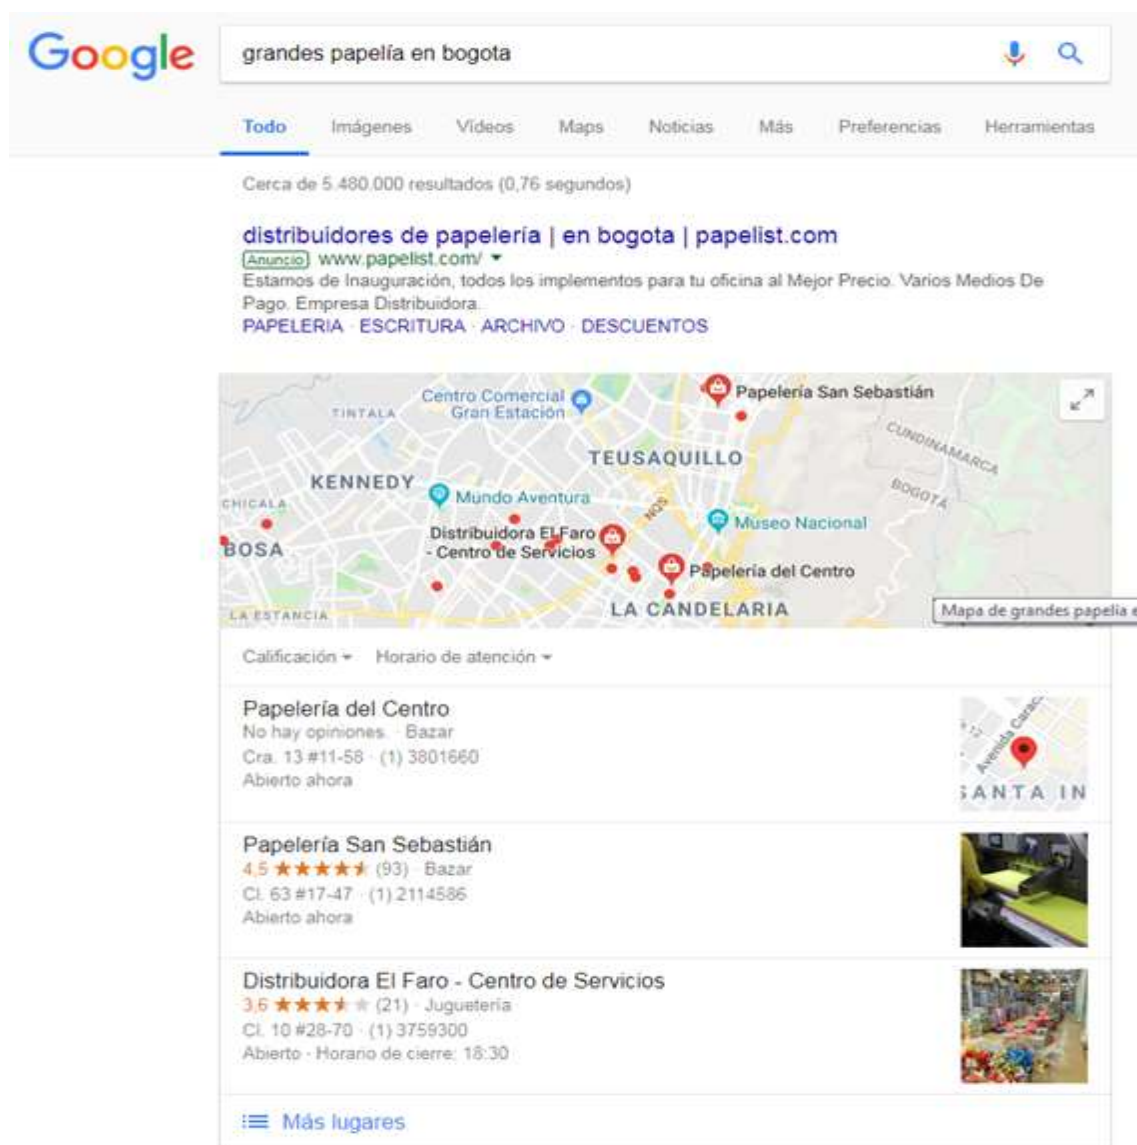 Google
grandes papelía en bogota
Todo Imágenes Vídeos Maps Noticias Más Preferencias Herramientas
Cerca de 5.480.000 resultados (0,76 segundos)
distribuidores de papelería | en bogota | papelist.com
Anuncio www.papelist.com/
Estamos de Inauguración, todos los implementos para tu oficina al Mejor Precio. Varios Medios De
Pago. Empresa Distribuidora.
PAPELERIA · ESCRITURA · ARCHIVO · DESCUENTOS
Centro Comercial
Gran Estación
Papelería San Sebastián
TINTALA
CUNDINAMARCA
TEUSAQUILLO
KENNEDY
BOGOTÁ
Mundo Aventura
CHICALA
NQS
Museo Nacional
Distribuidora El Faro
- Centro de Servicios
BOSA
Papelería del Centro
LA ESTANCIA
LA CANDELARIA
Mapa de grandes papelía e
Calificación Horario de atención
Papelería del Centro
No hay opiniones. · Bazar
Cra. 13 #11-58 · (1) 3801660
Abierto ahora
12
Avenida Carac
SANTA IN
Papelería San Sebastián
4,5 (93) · Bazar
Cl. 63 #17-47 · (1) 2114586
Abierto ahora
Distribuidora El Faro - Centro de Servicios
3,6 (21) · Juguetería
Cl. 10 #28-70 · (1) 3759300
Abierto · Horario de cierre: 18:30
Más lugares